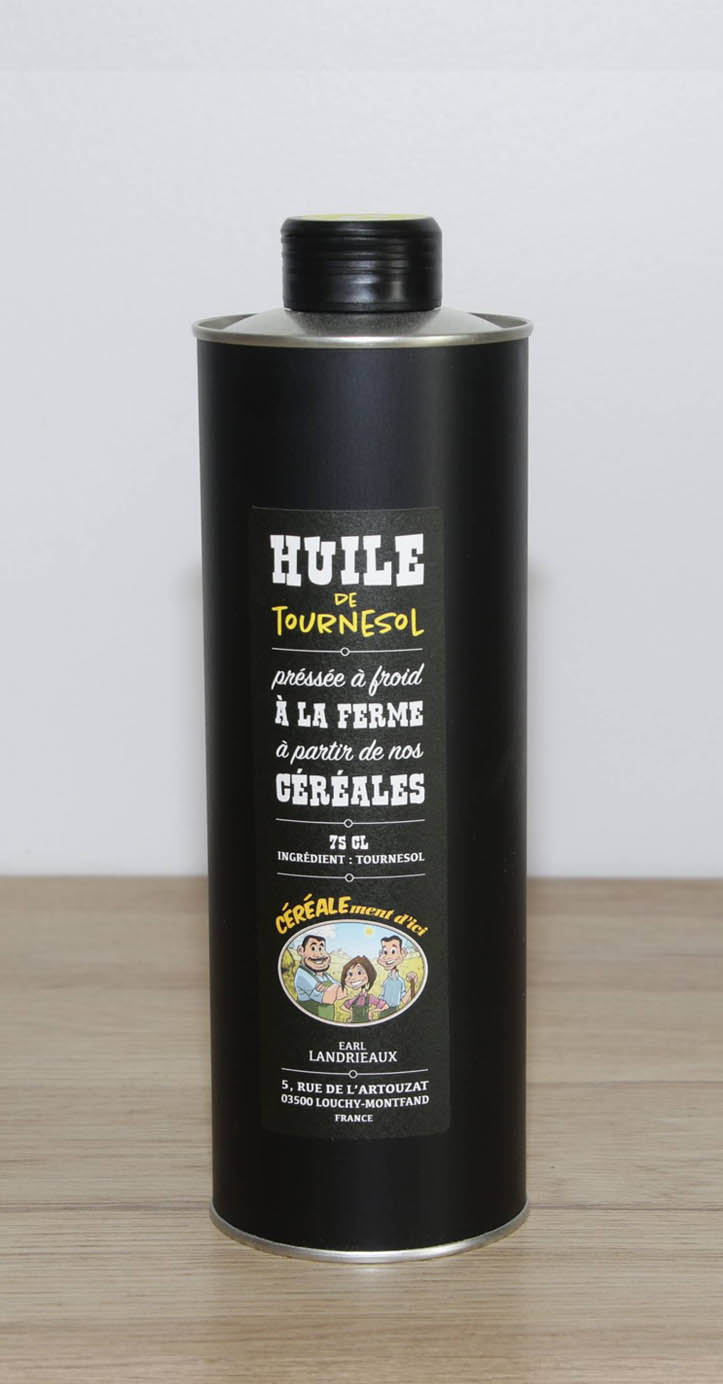 HUILE
DE
TOURNESOL
préssée à froid
À LA FERME
à partir de nos
CÉRÉALES
75 CL
INGRÉDIENT : TOURNESOL
CÉRÉALEment d'ici
EARL
LANDRIEAUX
5, RUE DE L'ARTOUZAT
03500 LOUCHY-MONTFAND
FRANCE